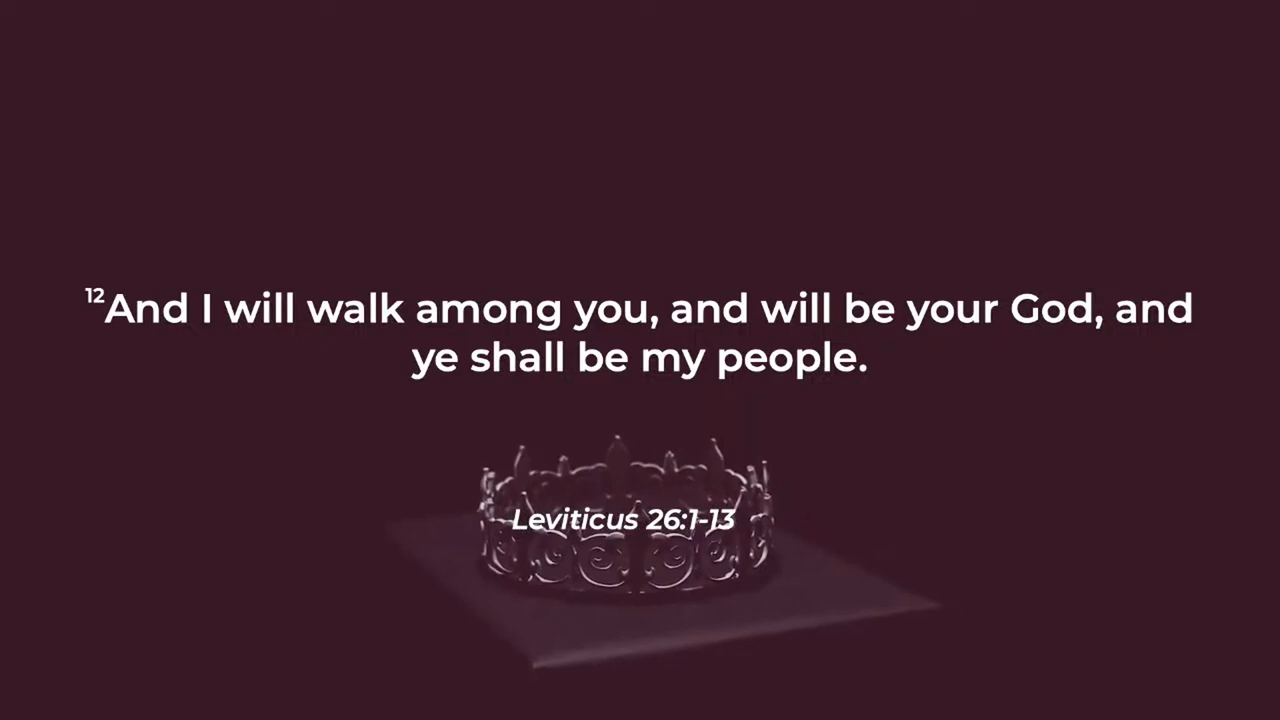 ¹²And I will walk among you, and will be your God, and
ye shall be my people.
Leviticus 26:1-13